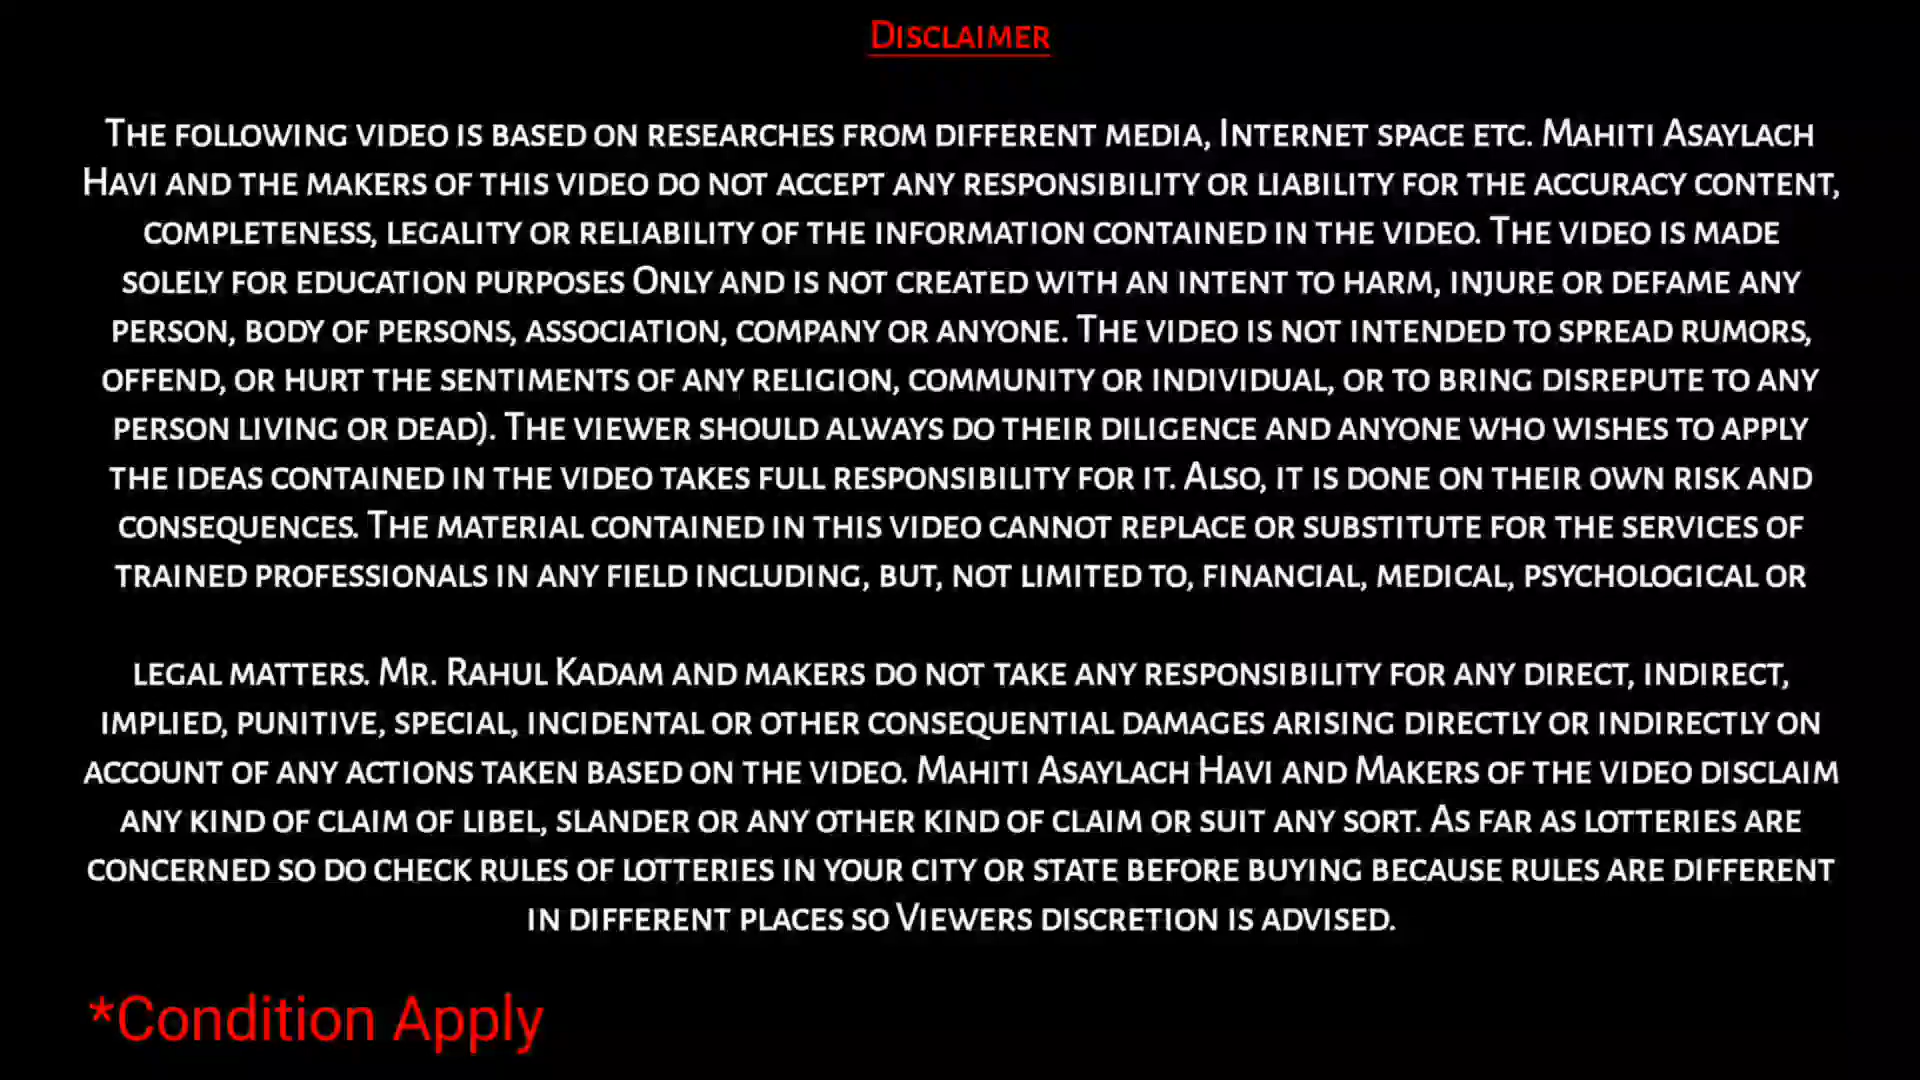 Disclaimer
The following video is based on researches from different media, Internet space etc. Mahiti Asaylach
Havi and the makers of this video do not accept any responsibility or liability for the accuracy content,
completeness, legality or reliability of the information contained in the video. The video is made
solely for education purposes Only and is not created with an intent to harm, injure or defame any
person, body of persons, association, company or anyone. The video is not intended to spread rumors,
offend, or hurt the sentiments of any religion, community or individual, or to bring disrepute to any
person living or dead). The viewer should always do their diligence and anyone who wishes to apply
the ideas contained in the video takes full responsibility for it. Also, it is done on their own risk and
consequences. The material contained in this video cannot replace or substitute for the services of
trained professionals in any field including, but, not limited to, financial, medical, psychological or
legal matters. Mr. Rahul Kadam and makers do not take any responsibility for any direct, indirect,
implied, punitive, special, incidental or other consequential damages arising directly or indirectly on
account of any actions taken based on the video. Mahiti Asaylach Havi and Makers of the video disclaim
any kind of claim of libel, slander or any other kind of claim or suit any sort. As far as lotteries are
concerned so do check rules of lotteries in your city or state before buying because rules are different
in different places so Viewers discretion is advised.
*Condition Apply